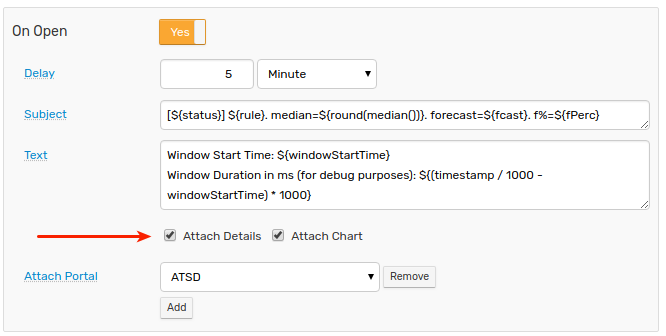 On Open Yes
Delay 5 Minute
Subject [${status}] ${rule}. median=${round(median())}. forecast=${fcast}. f%=${fPerc}
Text Window Start Time: ${windowStartTime}
Window Duration in ms (for debug purposes): ${(timestamp / 1000 -
windowStartTime) * 1000}
Attach Details Attach Chart
Attach Portal ATSD Remove
Add